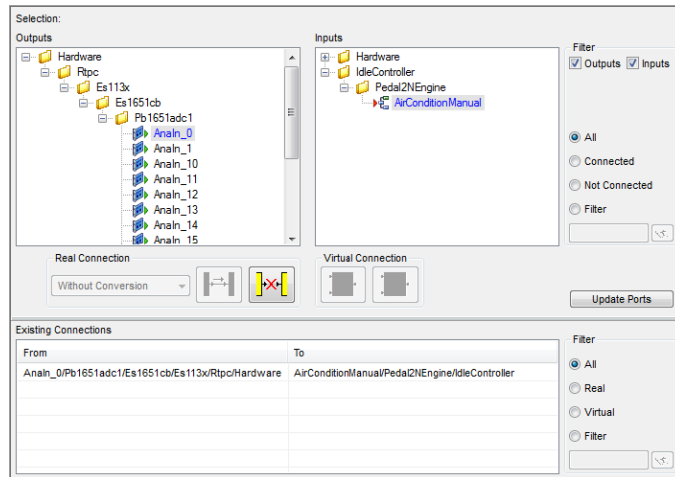 Selection:
Outputs
Hardware
Rtpc
Es113x
Es1651cb
Pb1651adc1
AnaIn_0
AnaIn_1
AnaIn_10
AnaIn_11
AnaIn_12
AnaIn_13
AnaIn_14
AnaIn_15
Inputs
Hardware
IdleController
Pedal2NEngine
AirConditionManual
Filter
Outputs Inputs
All
Connected
Not Connected
Filter
Real Connection
Without Conversion
Virtual Connection
Update Ports
Existing Connections
From To
AnaIn_0/Pb1651adc1/Es1651cb/Es113x/Rtpc/Hardware AirConditionManual/Pedal2NEngine/IdleController
Filter
All
Real
Virtual
Filter